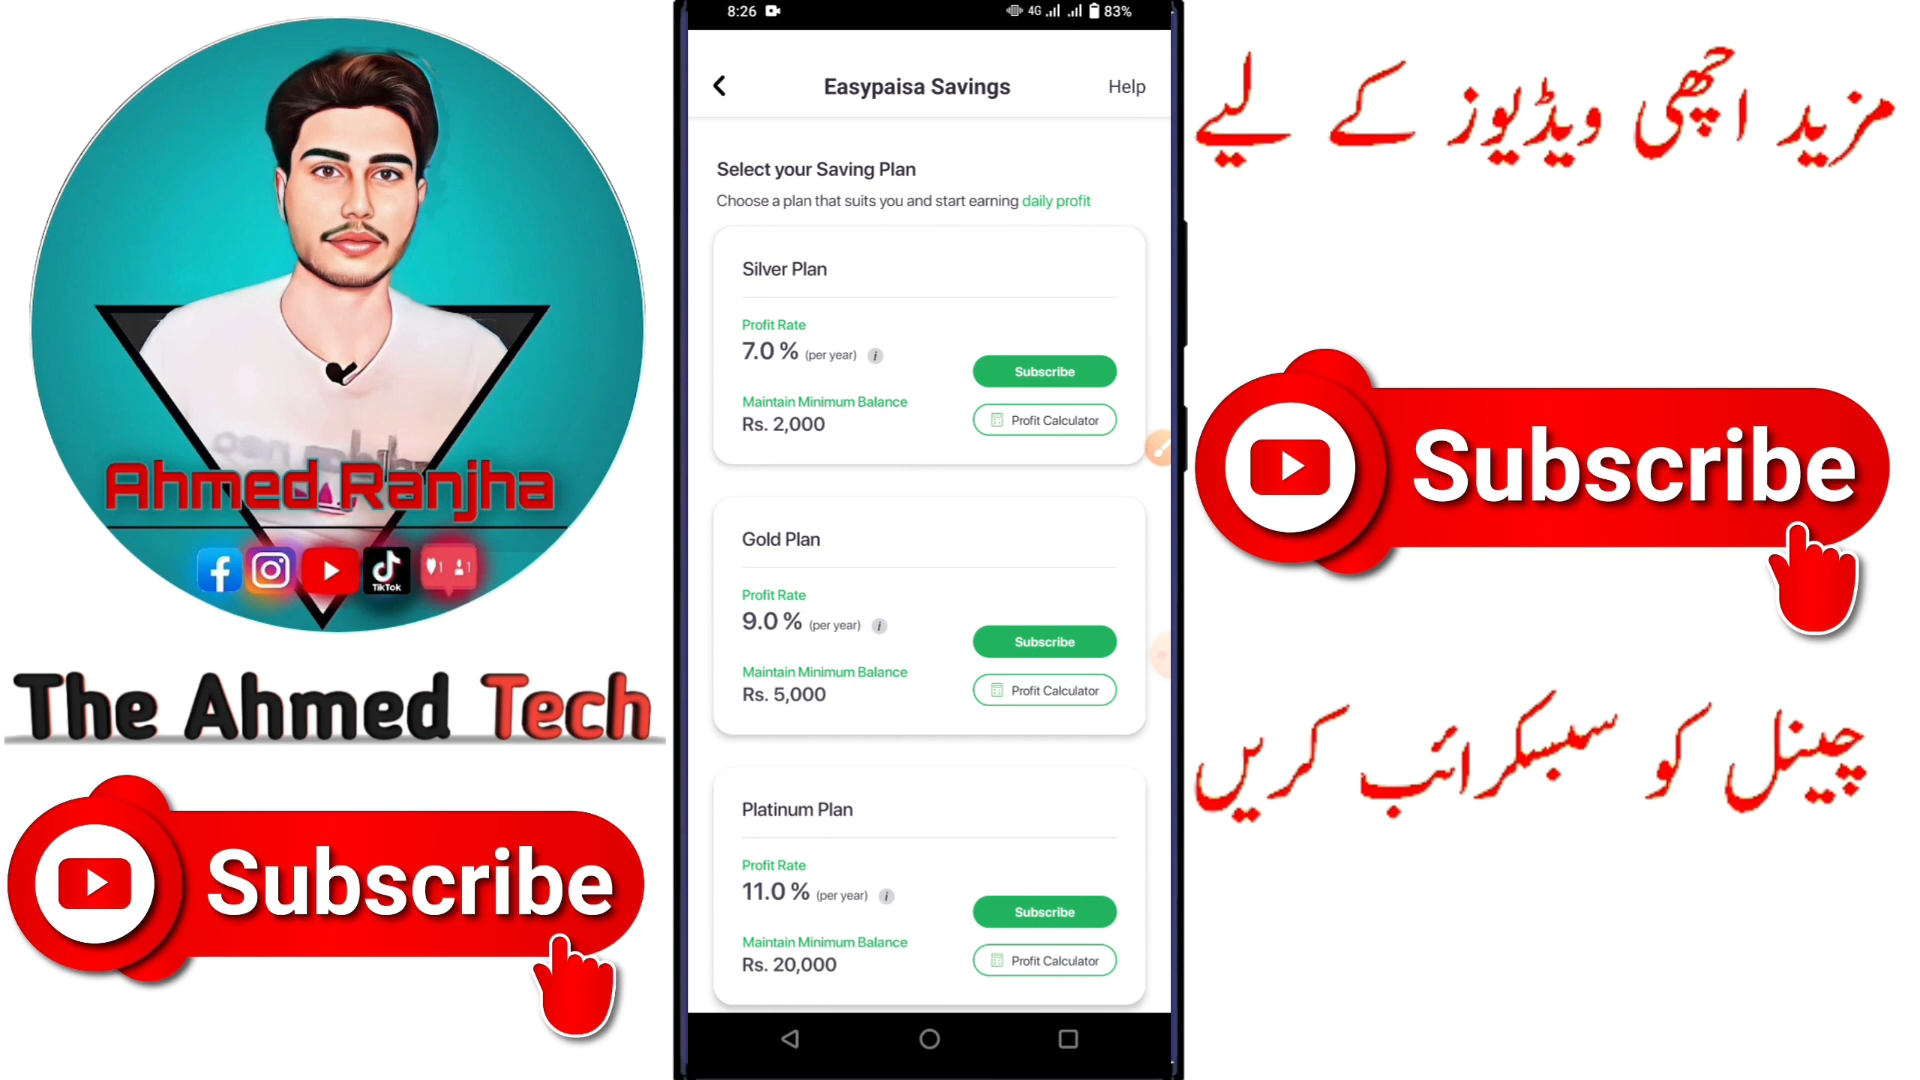 Ahmed Ranjha
TikTok
1 1
The Ahmed Tech
Subscribe
8:26 4G 83%
Easypaisa Savings
Help
Select your Saving Plan
Choose a plan that suits you and start earning daily profit
Silver Plan
Profit Rate
7.0 % (per year) i
Subscribe
Maintain Minimum Balance
Rs. 2,000
Profit Calculator
Gold Plan
Profit Rate
9.0 % (per year) i
Subscribe
Maintain Minimum Balance
Rs. 5,000
Profit Calculator
Platinum Plan
Profit Rate
11.0 % (per year) i
Subscribe
Maintain Minimum Balance
Rs. 20,000
Profit Calculator
مزید اچھی ویڈیوز کے لیے
Subscribe
چینل کو سبسکرائب کریں